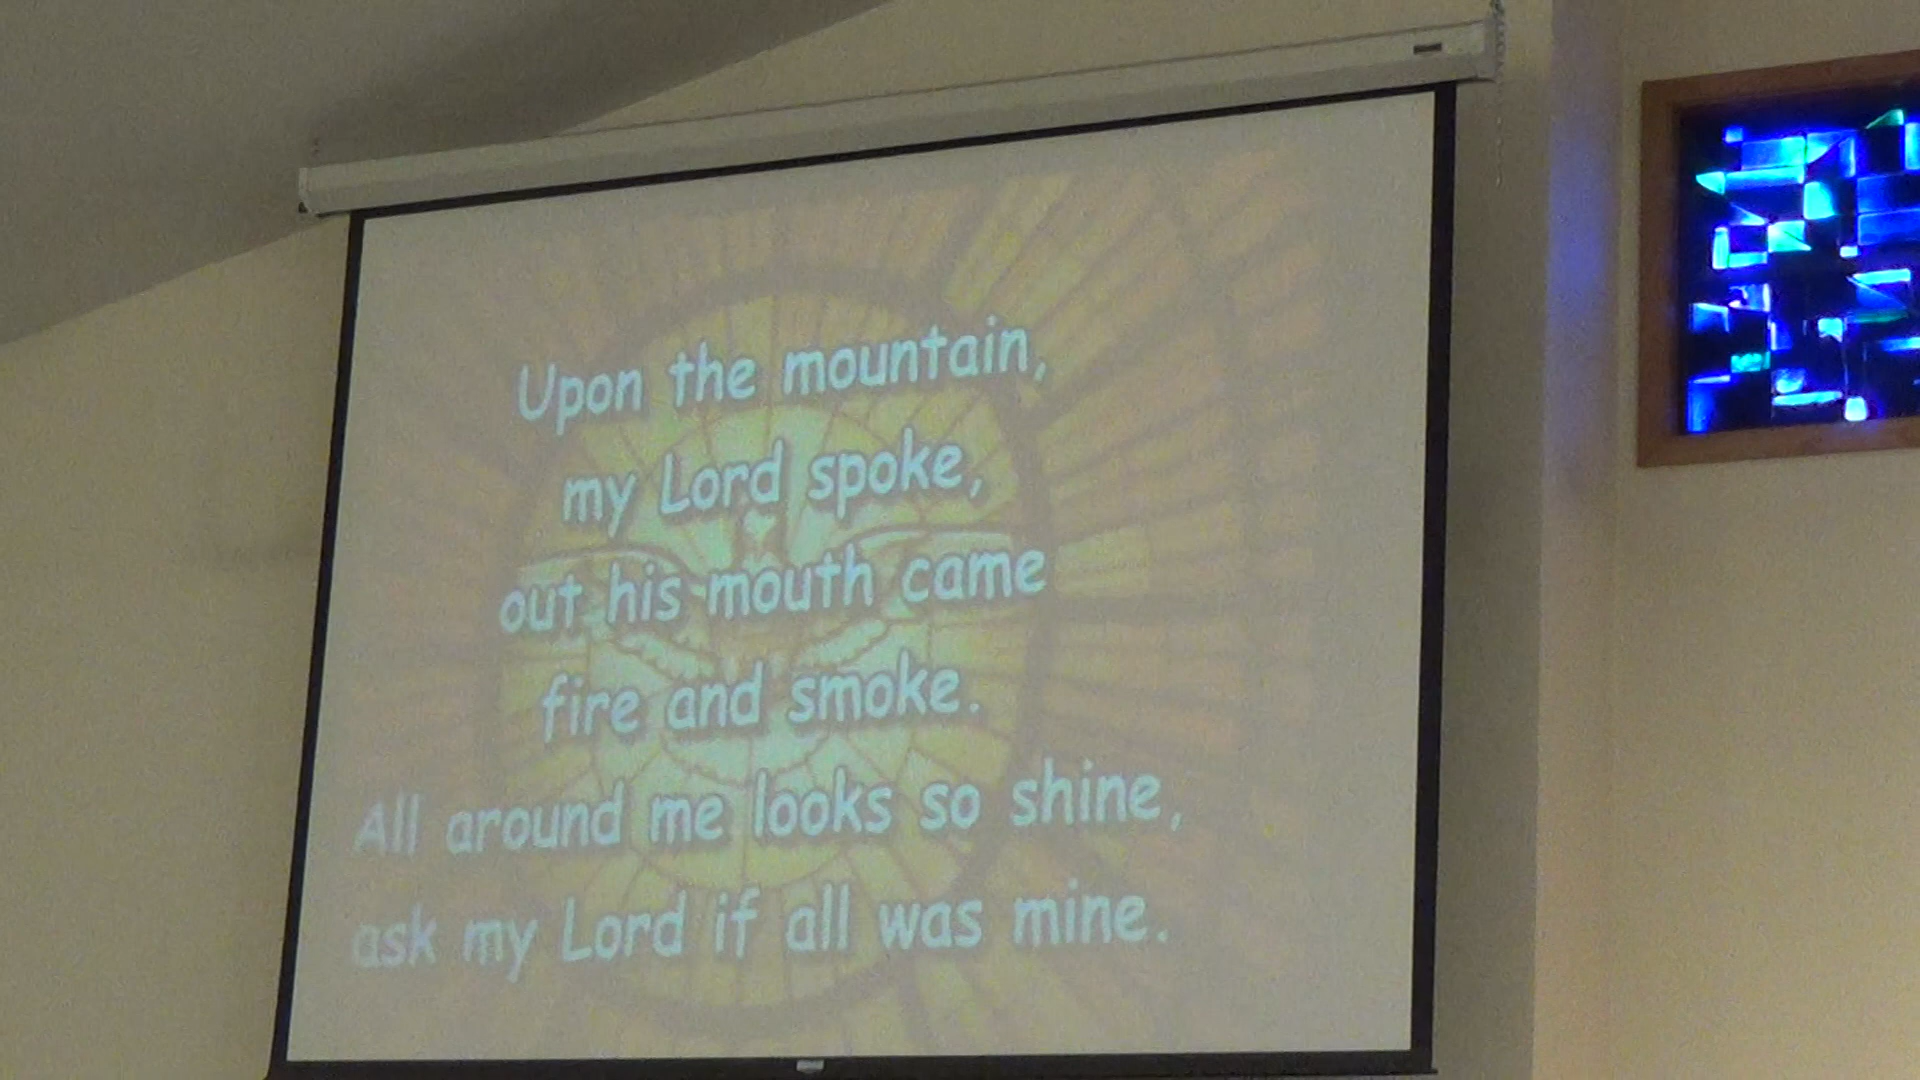 Upon the mountain,
my Lord spoke,
out his mouth came
fire and smoke.
All around me looks so shine,
ask my Lord if all was mine.